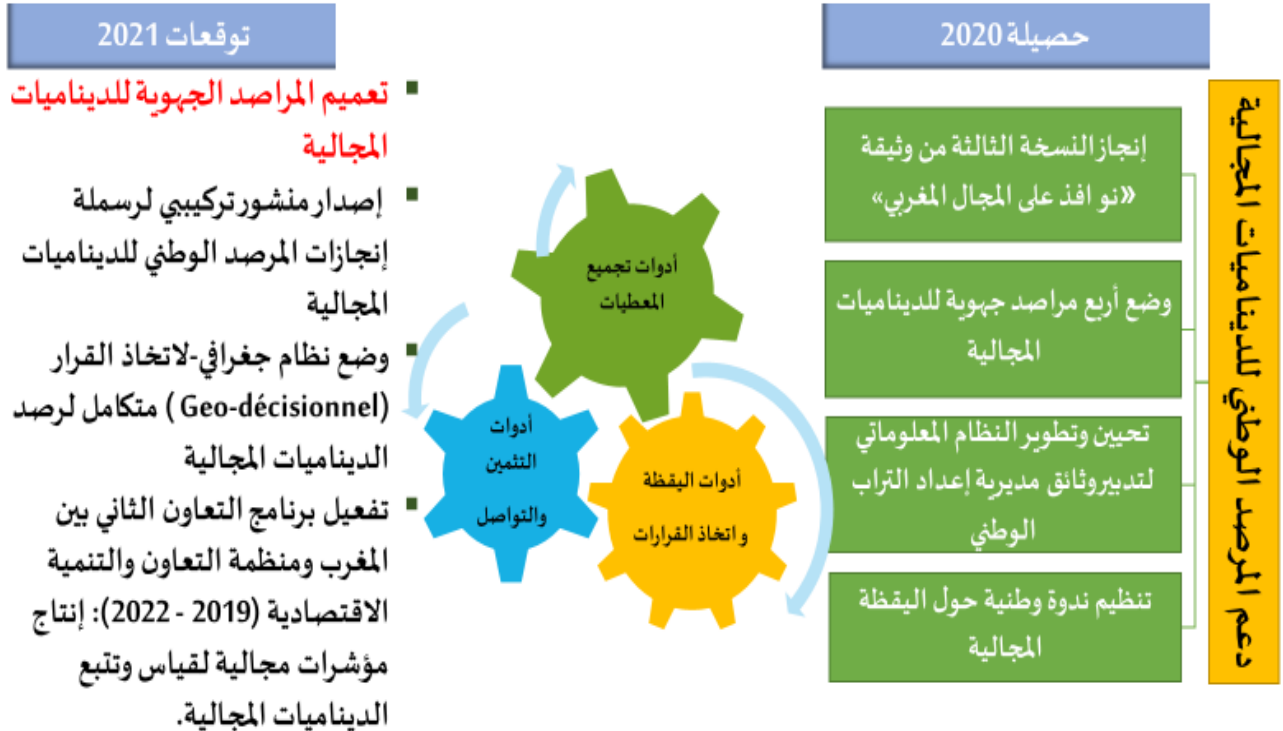 حصيلة 2020
دعم المرصد الوطني للديناميات المجالية
إنجاز النسخة الثالثة من وثيقة
«نوافذ على المجال المغربي»
وضع أربع مراصد جهوية للديناميات
المجالية
تحيين وتطوير النظام المعلوماتي
لتدبير وثائق مديرية إعداد التراب
الوطني
تنظيم ندوة وطنية حول اليقظة
المجالية
أدوات تجميع
المعطيات
أدوات اليقظة
واتخاذ القرارات
أدوات
التثمين
والتواصل
توقعات 2021
▪ تعميم المراصد الجهوية للديناميات
المجالية
▪ إصدار منشور تركيبي لرسملة
إنجازات المرصد الوطني للديناميات
المجالية
▪ وضع نظام جغرافي-لاتخاذ القرار
(Geo-décisionnel ) متكامل لرصد
الديناميات المجالية
▪ تفعيل برنامج التعاون الثاني بين
المغرب ومنظمة التعاون والتنمية
الاقتصادية (2019 - 2022): إنتاج
مؤشرات مجالية لقياس وتتبع
الديناميات المجالية.